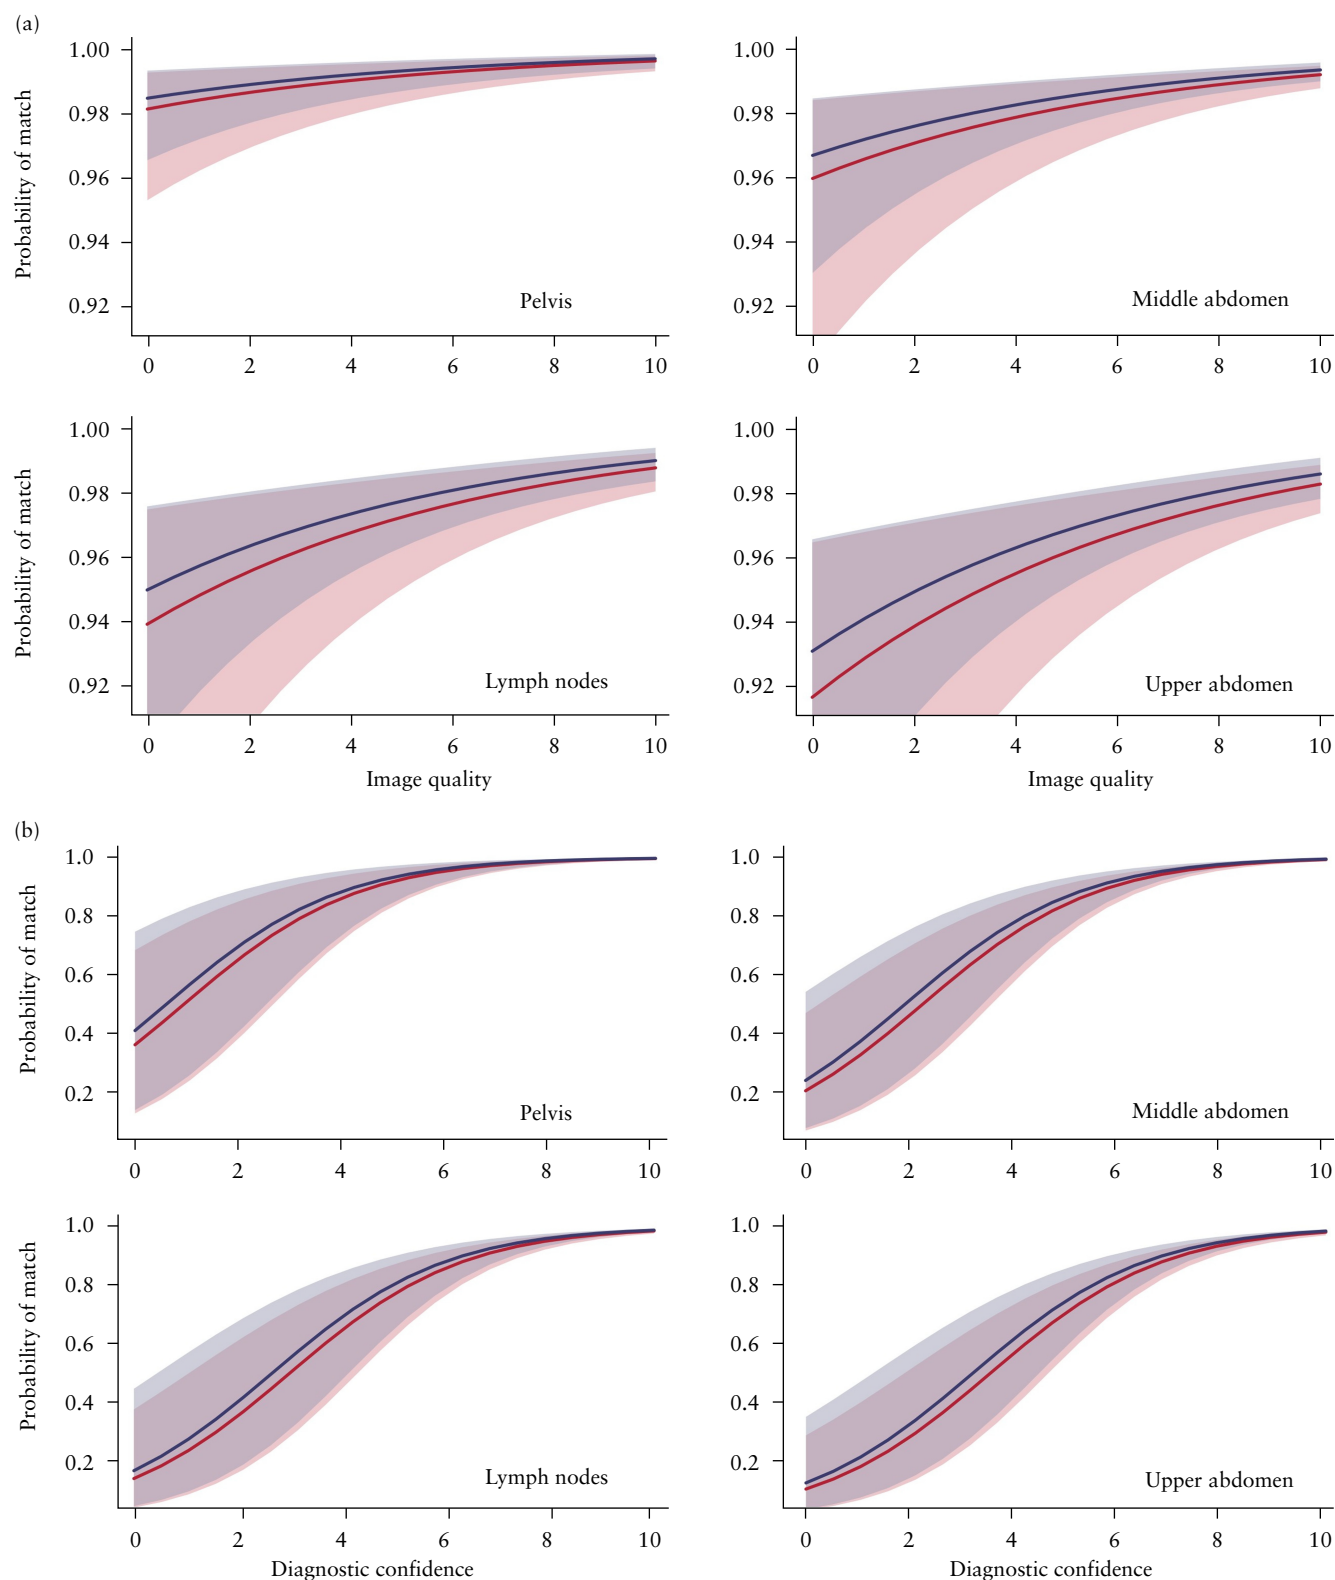 (a)
1.00
0.98
0.96
0.94
0.92
Probability of match
Pelvis
0 2 4 6 8 10
1.00
0.98
0.96
0.94
0.92
Middle abdomen
0 2 4 6 8 10
1.00
0.98
0.96
0.94
0.92
Probability of match
Lymph nodes
0 2 4 6 8 10
Image quality
1.00
0.98
0.96
0.94
0.92
Upper abdomen
0 2 4 6 8 10
Image quality
(b)
1.0
0.8
0.6
0.4
0.2
Probability of match
Pelvis
0 2 4 6 8 10
1.0
0.8
0.6
0.4
0.2
Middle abdomen
0 2 4 6 8 10
1.0
0.8
0.6
0.4
0.2
Probability of match
Lymph nodes
0 2 4 6 8 10
Diagnostic confidence
1.0
0.8
0.6
0.4
0.2
Upper abdomen
0 2 4 6 8 10
Diagnostic confidence